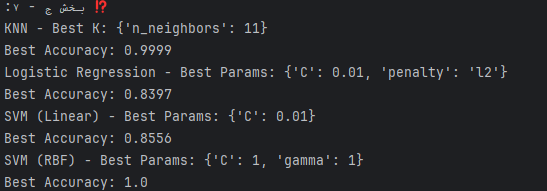 ⁉️ بخش ج - ۷:
KNN - Best K: {'n_neighbors': 11}
Best Accuracy: 0.9999
Logistic Regression - Best Params: {'C': 0.01, 'penalty': 'l2'}
Best Accuracy: 0.8397
SVM (Linear) - Best Params: {'C': 0.01}
Best Accuracy: 0.8556
SVM (RBF) - Best Params: {'C': 1, 'gamma': 1}
Best Accuracy: 1.0